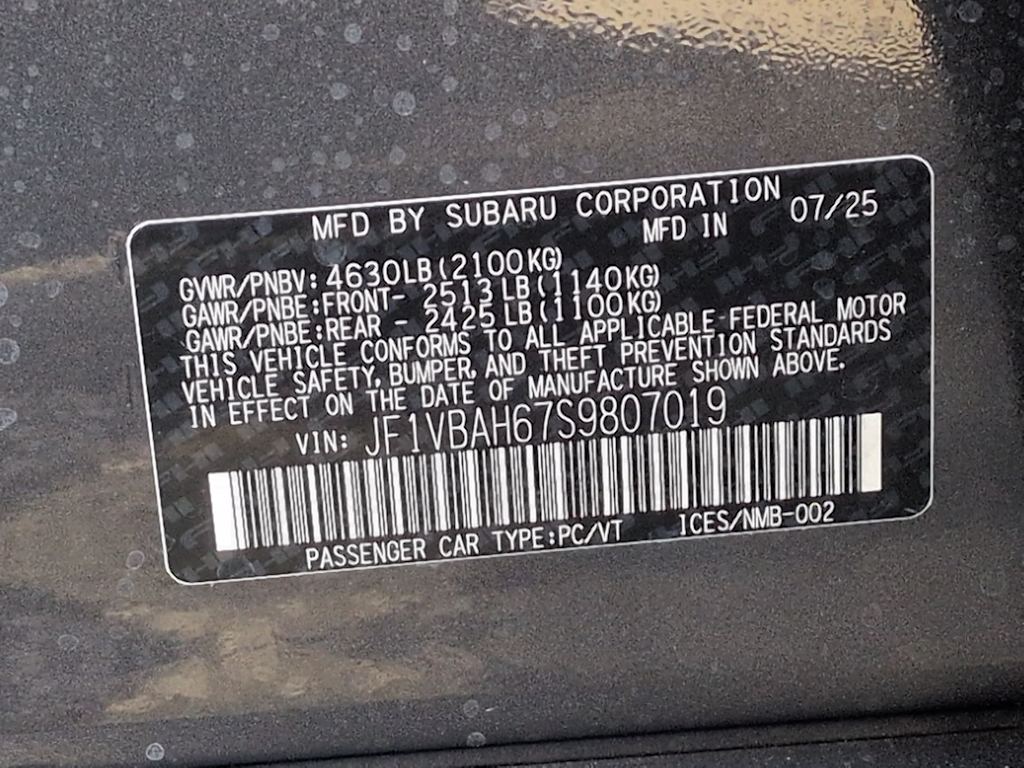 MFD BY SUBARU CORPORATION
MFD IN 07/25
GVWR/PNBV: 4630LB(2100KG)
GAWR/PNBE:FRONT- 2513 LB(1140KG)
GAWR/PNBE:REAR - 2425 LB(1100KG)
THIS VEHICLE CONFORMS TO ALL APPLICABLE FEDERAL MOTOR
VEHICLE SAFETY, BUMPER, AND THEFT PREVENTION STANDARDS
IN EFFECT ON THE DATE OF MANUFACTURE SHOWN ABOVE.
VIN: JF1VBAH67S9807019
PASSENGER CAR TYPE:PC/VT ICES/NMB-002